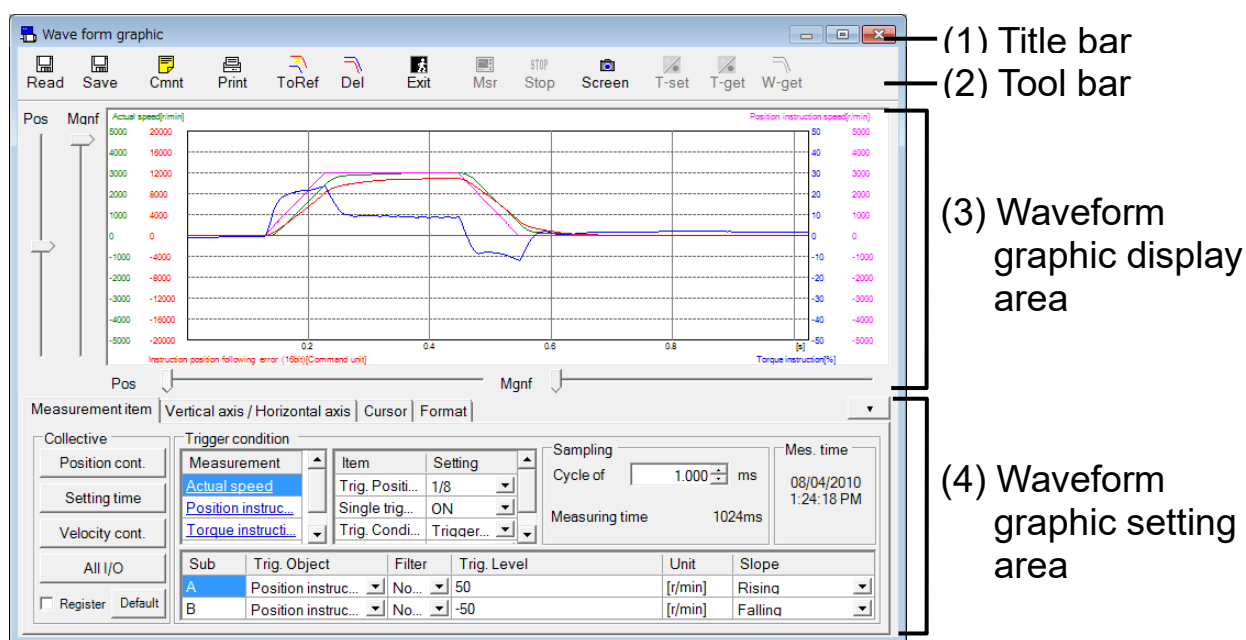 Wave form graphic
(1) Title bar
Read Save Cmnt Print ToRef Del Exit Msr STOP Stop Screen T-set T-get W-get
(2) Tool bar
Pos Mgnf
Actual speed[r/min] Position instruction speed[r/min]
5000 20000 50 5000
4000 16000 40 4000
3000 12000 30 3000
2000 8000 20 2000
1000 4000 10 1000
0 0 0 0
-1000 -4000 -10 -1000
-2000 -8000 -20 -2000
-3000 -12000 -30 -3000
-4000 -16000 -40 -4000
-5000 -20000 0.2 0.4 0.6 0.8 [s] -50 -5000
Instruction position following error (16bit)[Command unit] Torque instruction[%]
(3) Waveform
graphic display
area
Pos Mgnf
Measurement item Vertical axis / Horizontal axis Cursor Format
Collective
Position cont.
Setting time
Velocity cont.
All I/O
Register Default
Trigger condition
Measurement
Actual speed
Position instruc...
Torque instructi...
Item Setting
Trig. Positi... 1/8
Single trig... ON
Trig. Condi... Trigger...
Sampling
Cycle of 1.000 ms
Measuring time 1024ms
Mes. time
08/04/2010
1:24:18 PM
Sub Trig. Object Filter Trig. Level Unit Slope
A Position instruc... No... 50 [r/min] Rising
B Position instruc... No... -50 [r/min] Falling
(4) Waveform
graphic setting
area